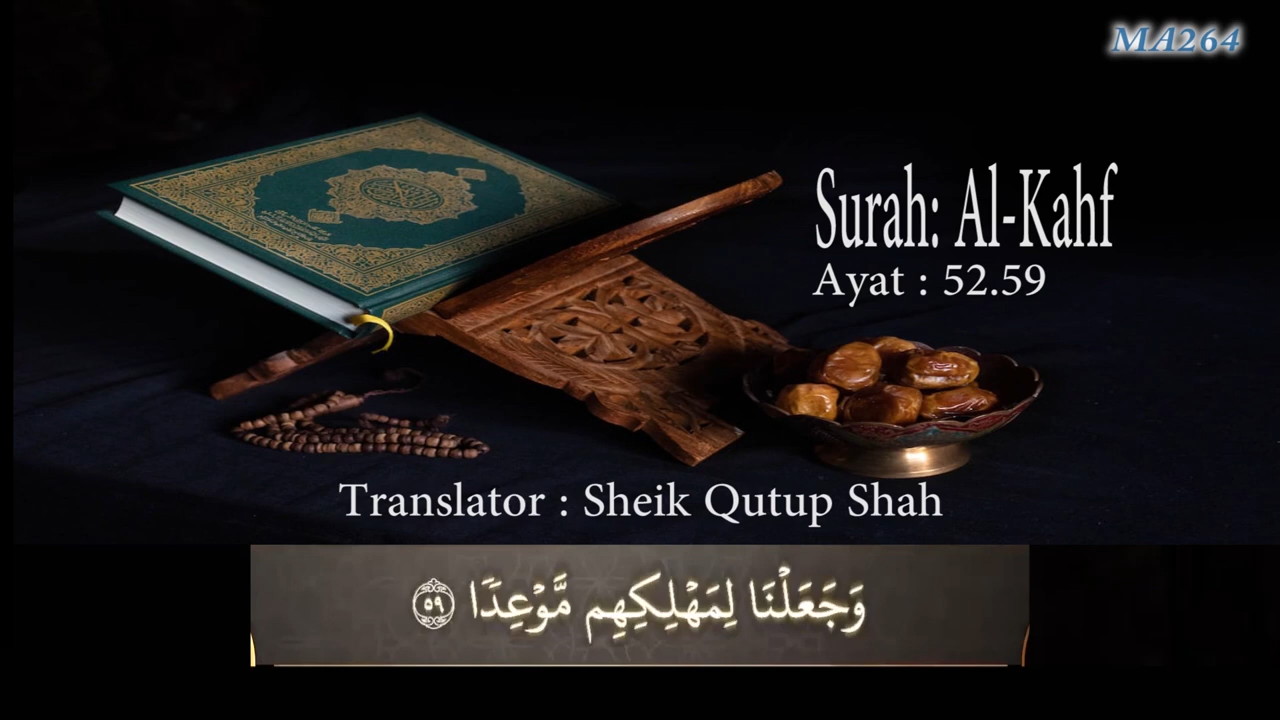 MA264
Surah: Al-Kahf
Ayat : 52.59
Translator : Sheik Qutup Shah
وَجَعَلْنَا لِمَهْلِكِهِم مَّوْعِدًا ٥٩